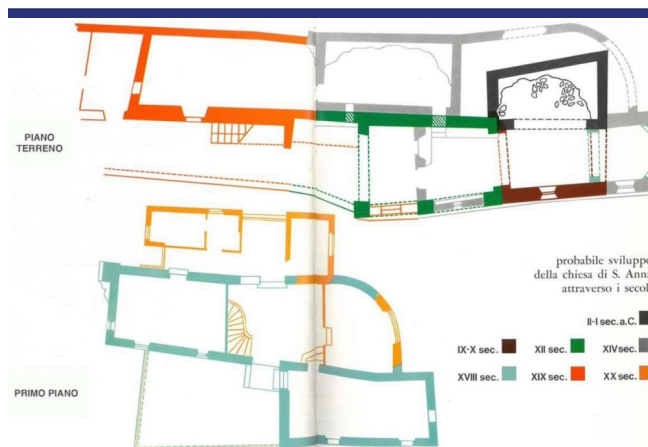 PIANO
TERRENO
probabile sviluppo
della chiesa di S. Anna
attraverso i secol
II-I sec. a.C.
IX-X sec. XII sec. XIV sec.
XVIII sec. XIX sec. XX sec.
PRIMO PIANO